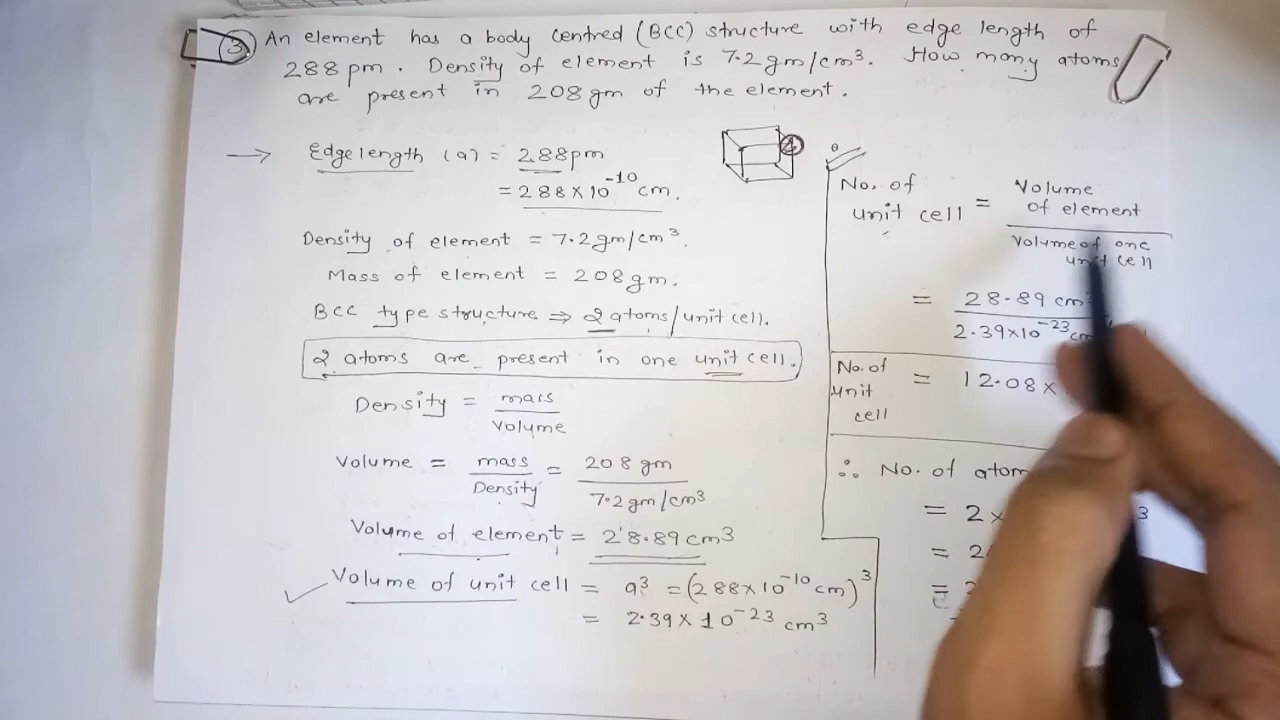 ③ An element has a body centred (BCC) structure with edge length of
288 pm. Density of element is 7.2 gm/cm³. How many atoms
are present in 208 gm of the element.
→ Edge length (a) = 288 pm
= 288 × 10⁻¹⁰ cm.
Density of element = 7.2 gm/cm³.
Mass of element = 208 gm.
BCC type structure ⇒ 2 atoms/unit cell.
2 atoms are present in one unit cell.
Density = mass
Volume
Volume = mass = 208 gm
Density 7.2 gm/cm³
Volume of element = 28.89 cm³
Volume of unit cell = a³ = (288 × 10⁻¹⁰ cm)³
= 2.39 × 10⁻²³ cm³
No. of
unit cell = Volume
of element
Volume of one
unit cell
= 28.89 cm
2.39 × 10⁻²³ cm
No. of
unit
cell = 12.08 ×
∴ No. of atom
= 2 × 3
= 2
=